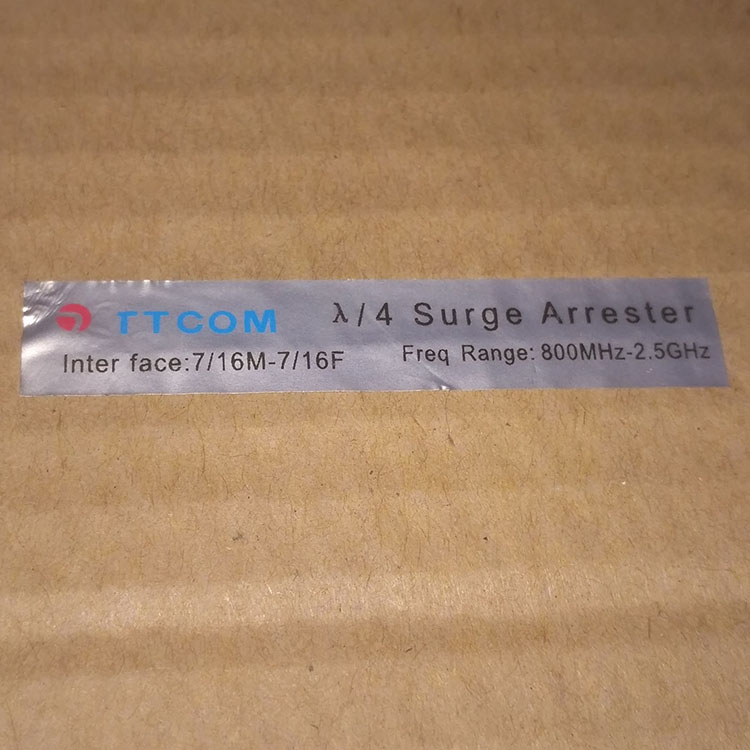 TTCOM λ/4 Surge Arrester
Inter face:7/16M-7/16F Freq Range: 800MHz-2.5GHz